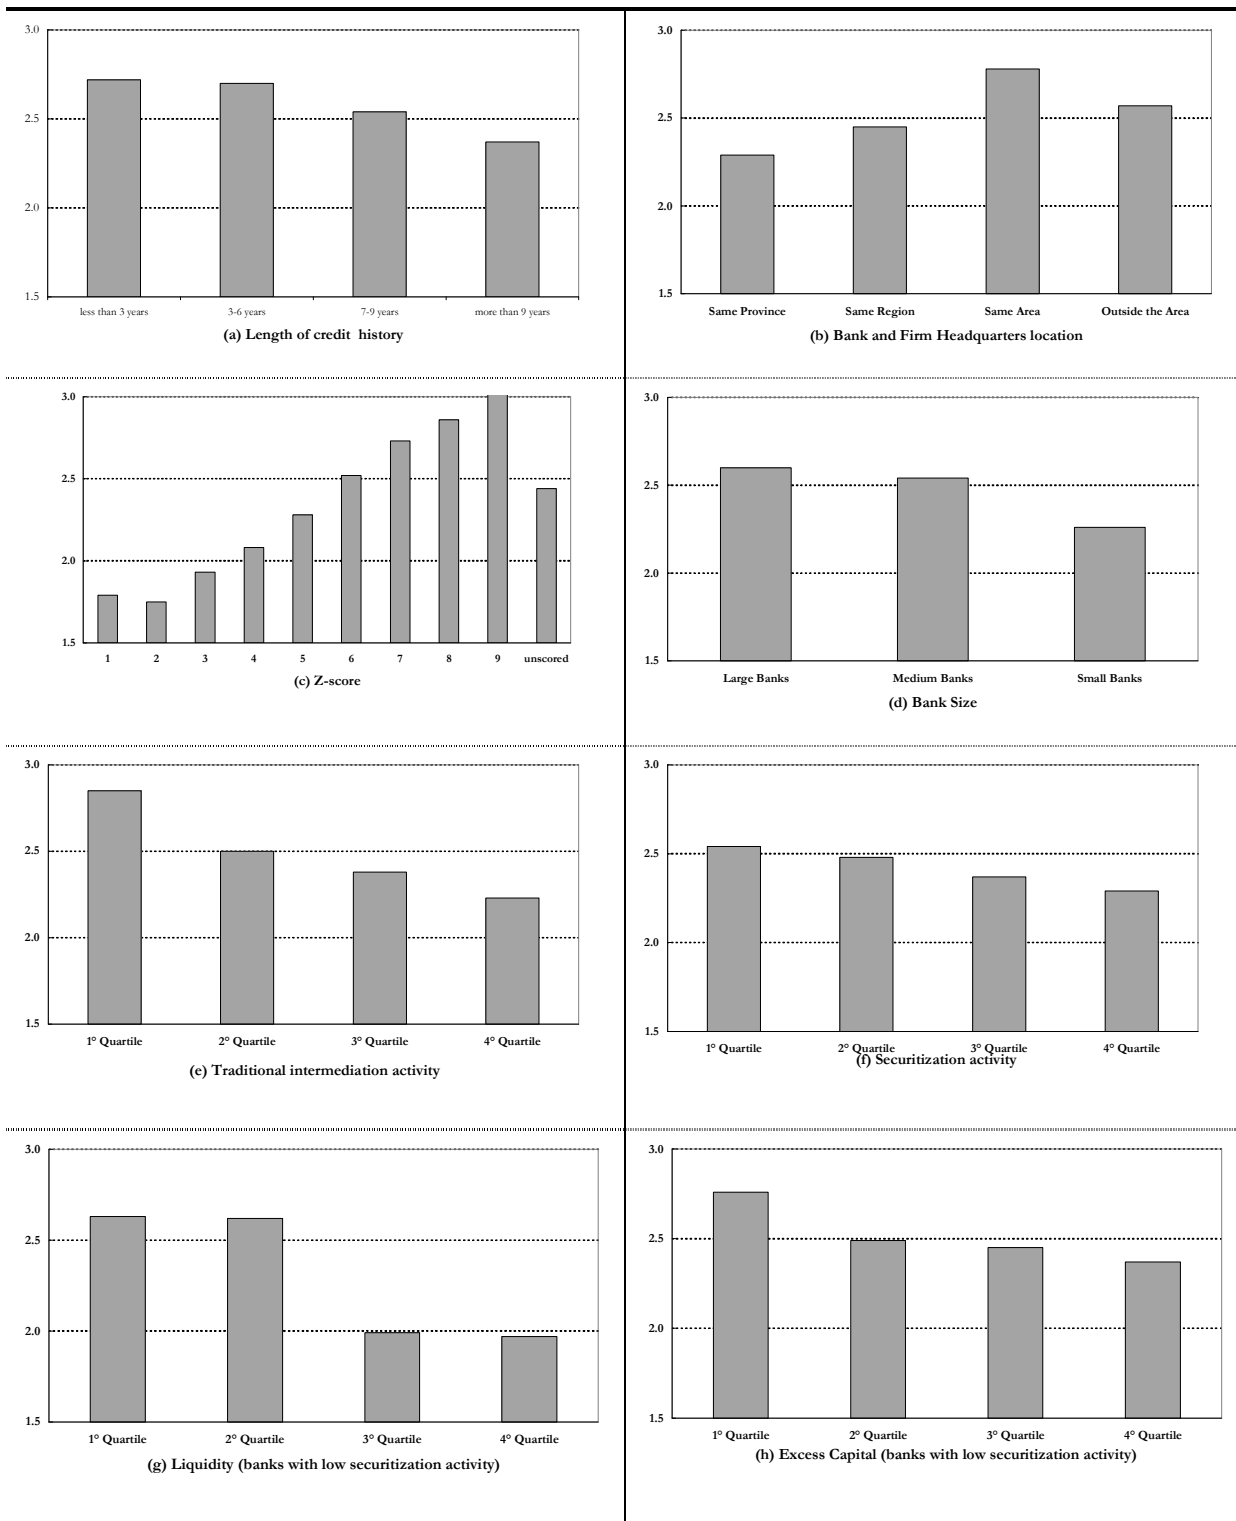 3.0
2.5
2.0
1.5
less than 3 years 3-6 years 7-9 years more than 9 years
(a) Length of credit history
3.0
2.5
2.0
1.5
Same Province Same Region Same Area Outside the Area
(b) Bank and Firm Headquarters location
3.0
2.5
2.0
1.5
1 2 3 4 5 6 7 8 9 unscored
(c) Z-score
3.0
2.5
2.0
1.5
Large Banks Medium Banks Small Banks
(d) Bank Size
3.0
2.5
2.0
1.5
1° Quartile 2° Quartile 3° Quartile 4° Quartile
(e) Traditional intermediation activity
3.0
2.5
2.0
1.5
1° Quartile 2° Quartile 3° Quartile 4° Quartile
(f) Securitization activity
3.0
2.5
2.0
1.5
1° Quartile 2° Quartile 3° Quartile 4° Quartile
(g) Liquidity (banks with low securitization activity)
3.0
2.5
2.0
1.5
1° Quartile 2° Quartile 3° Quartile 4° Quartile
(h) Excess Capital (banks with low securitization activity)